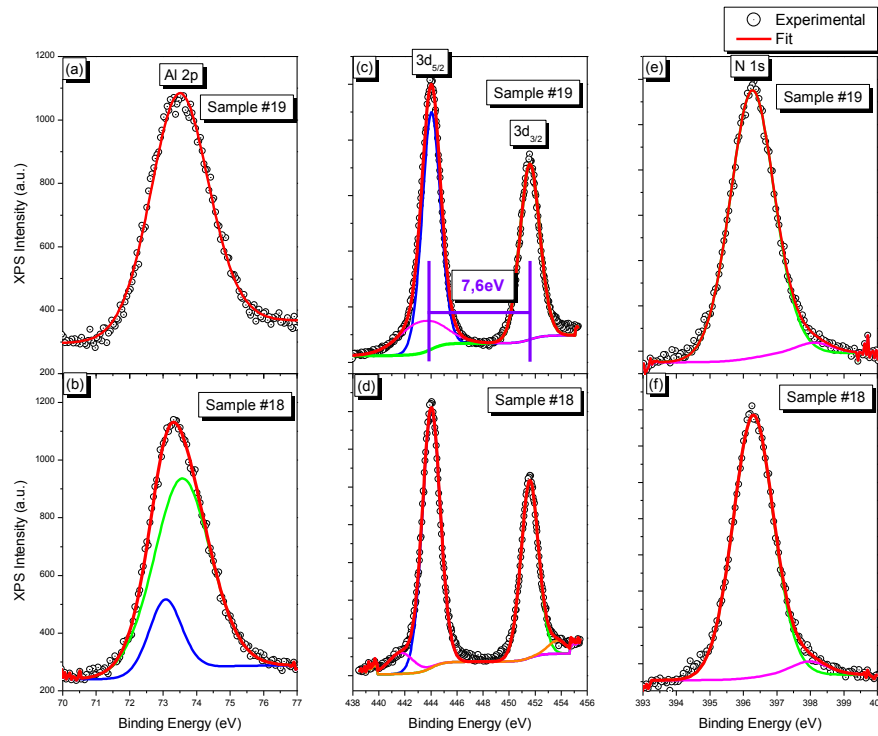 Experimental
Fit
(a)
Al 2p
Sample #19
(c)
3d5/2
Sample #19
3d3/2
7,6eV
(e)
N 1s
Sample #19
1200
1000
800
600
400
200
XPS Intensity (a.u.)
(b)
Sample #18
(d)
Sample #18
(f)
Sample #18
1200
1000
800
600
400
200
XPS Intensity (a.u.)
70 71 72 73 74 75 76 77
438 440 442 444 446 448 450 452 454 456
393 394 395 396 397 398 399 40
Binding Energy (eV)
Binding Energy (eV)
Binding Energy (eV)